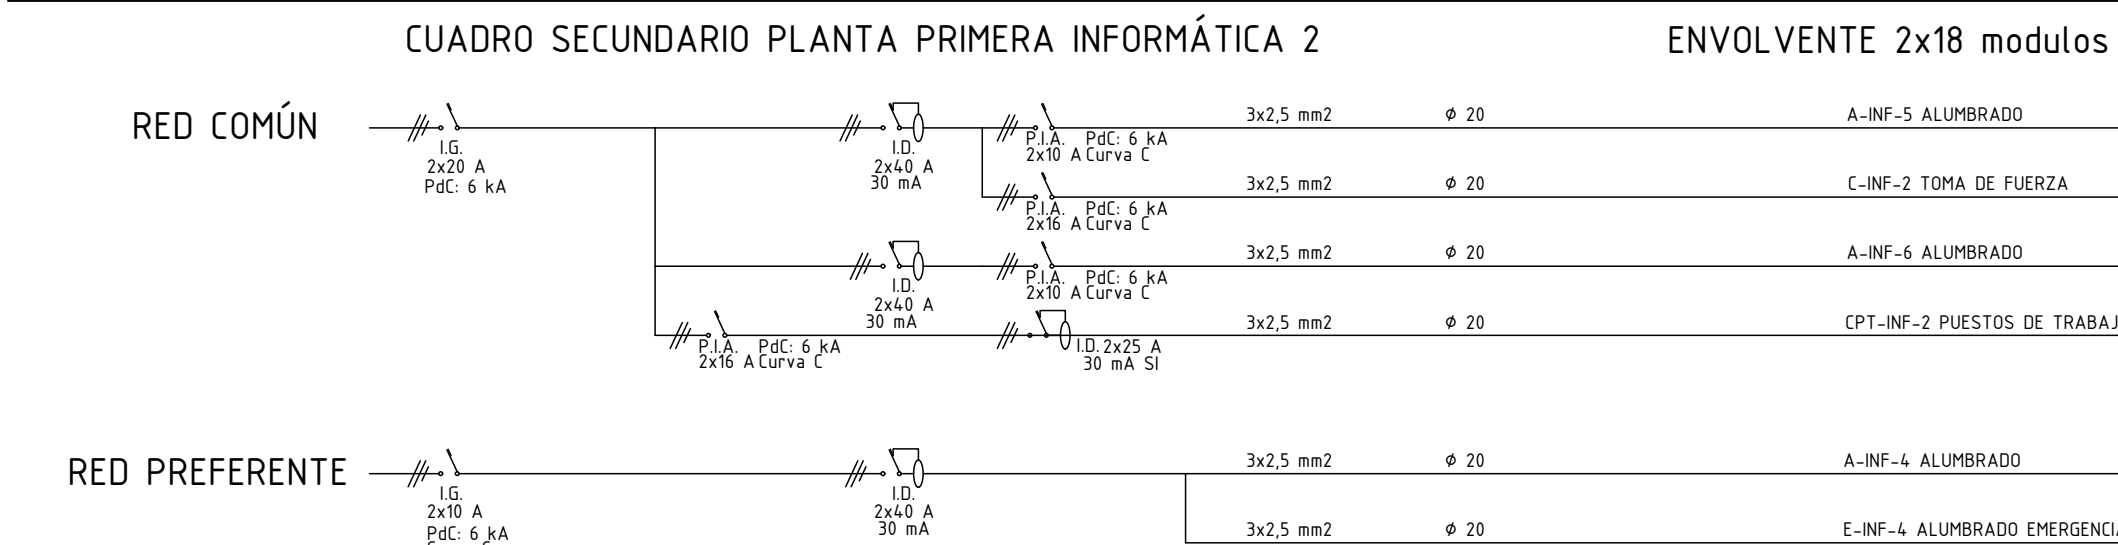 CUADRO SECUNDARIO PLANTA PRIMERA INFORMÁTICA 2
ENVOLVENTE 2x18 modulos
RED COMÚN
I.G.
2x20 A
PdC: 6 kA
I.D.
2x40 A
30 mA
P.I.A. PdC: 6 kA
2x10 A Curva C
3x2,5 mm2
ϕ 20
A-INF-5 ALUMBRADO
P.I.A. PdC: 6 kA
2x16 A Curva C
3x2,5 mm2
ϕ 20
C-INF-2 TOMA DE FUERZA
I.D.
2x40 A
30 mA
P.I.A. PdC: 6 kA
2x10 A Curva C
3x2,5 mm2
ϕ 20
A-INF-6 ALUMBRADO
P.I.A. PdC: 6 kA
2x16 A Curva C
I.D. 2x25 A
30 mA SI
3x2,5 mm2
ϕ 20
CPT-INF-2 PUESTOS DE TRABAJ
RED PREFERENTE
I.G.
2x10 A
PdC: 6 kA
I.D.
2x40 A
30 mA
3x2,5 mm2
ϕ 20
A-INF-4 ALUMBRADO
3x2,5 mm2
ϕ 20
E-INF-4 ALUMBRADO EMERGENCIA